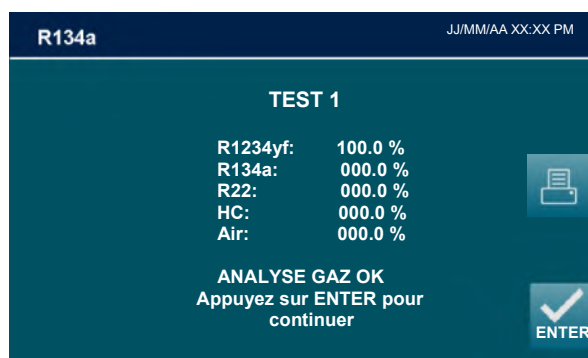 R134a
JJ/MM/AA XX:XX PM
TEST 1
R1234yf: 100.0 %
R134a: 000.0 %
R22: 000.0 %
HC: 000.0 %
Air: 000.0 %
ANALYSE GAZ OK
Appuyez sur ENTER pour
continuer
ENTER